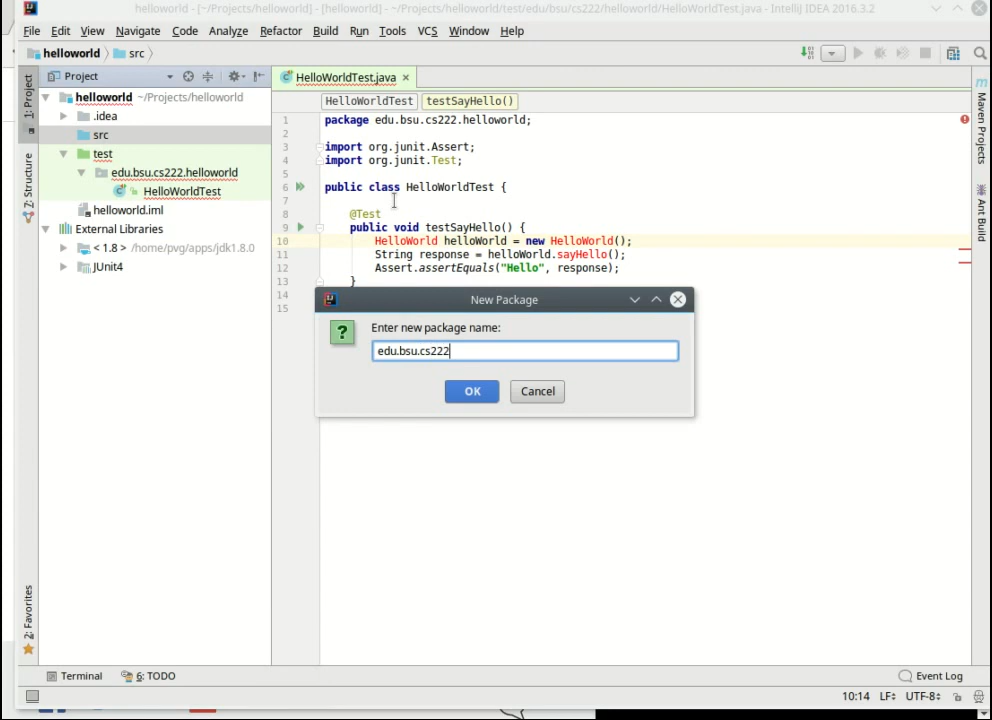 helloworld - [~/Projects/helloworld] - [helloworld] - ~/Projects/helloworld/test/edu/bsu/cs222/helloworld/HelloWorldTest.java - IntelliJ IDEA 2016.3.2
File Edit View Navigate Code Analyze Refactor Build Run Tools VCS Window Help
helloworld src
1: Project
Z: Structure
2: Favorites
Project
helloworld ~/Projects/helloworld
.idea
src
test
edu.bsu.cs222.helloworld
HelloWorldTest
helloworld.iml
External Libraries
< 1.8 > /home/pvg/apps/jdk1.8.0
JUnit4
HelloWorldTest.java
HelloWorldTest testSayHello()
1 package edu.bsu.cs222.helloworld;
2
3 import org.junit.Assert;
4 import org.junit.Test;
5
6 public class HelloWorldTest {
7
8 @Test
9 public void testSayHello() {
10 HelloWorld helloWorld = new HelloWorld();
11 String response = helloWorld.sayHello();
12 Assert.assertEquals("Hello", response);
13 }
14
15
New Package
Enter new package name:
edu.bsu.cs222
OK Cancel
Maven Projects
Ant Build
Terminal 6: TODO Event Log
10:14 LF÷ UTF-8÷